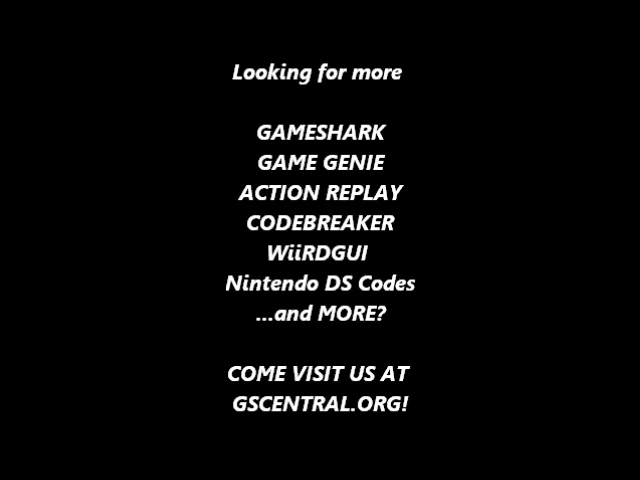 Looking for more
GAMESHARK
GAME GENIE
ACTION REPLAY
CODEBREAKER
WiiRDGUI
Nintendo DS Codes
...and MORE?
COME VISIT US AT
GSCENTRAL.ORG!